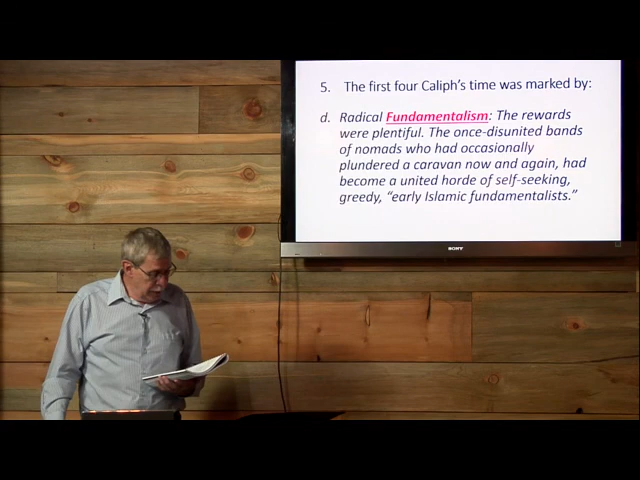 5. The first four Caliph's time was marked by:
d. Radical Fundamentalism: The rewards
were plentiful. The once-disunited bands
of nomads who had occasionally
plundered a caravan now and again, had
become a united horde of self-seeking,
greedy, "early Islamic fundamentalists."
SONY